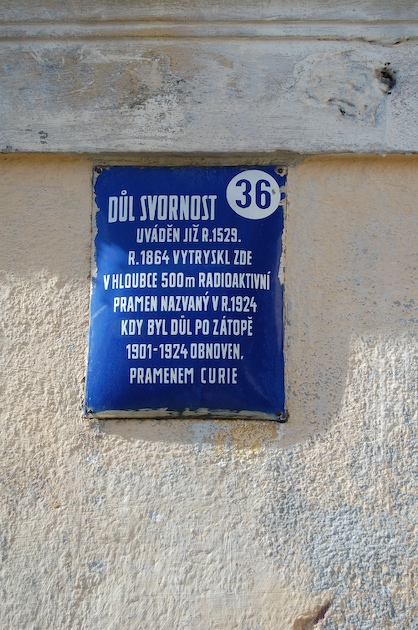 36
DŮL SVORNOST
UVÁDĚN JIŽ R.1529.
R.1864 VYTRYSKL ZDE
V HLOUBCE 500m RADIOAKTIVNÍ
PRAMEN NAZVANÝ V R.1924
KDY BYL DŮL PO ZÁTOPĚ
1901-1924 OBNOVEN,
PRAMENEM CURIE